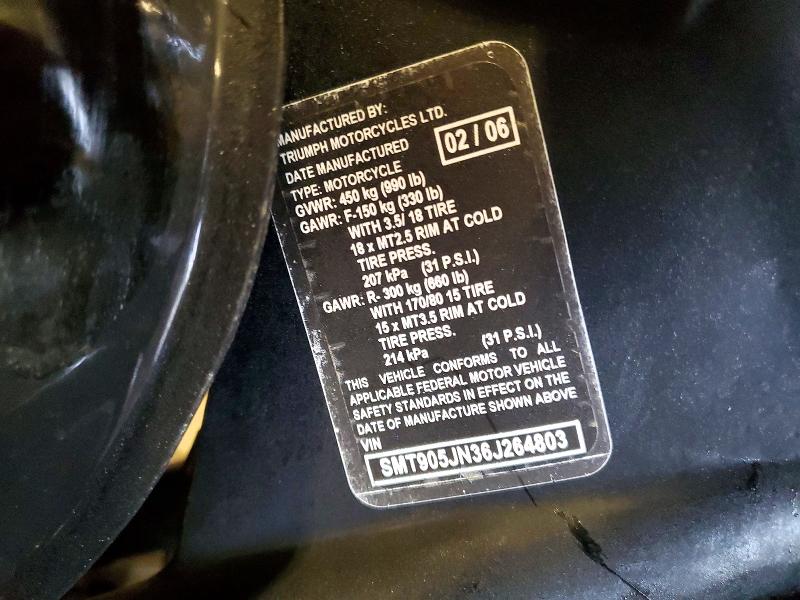 MANUFACTURED BY:
TRIUMPH MOTORCYCLES LTD.
DATE MANUFACTURED 02 / 06
TYPE: MOTORCYCLE
GVWR: 450 kg (990 lb)
GAWR: F-150 kg (330 lb)
WITH 3.5/ 18 TIRE
18 x MT2.5 RIM AT COLD
TIRE PRESS.
207 kPa (31 P.S.I.)
GAWR: R- 300 kg (660 lb)
WITH 170/80 15 TIRE
15 x MT3.5 RIM AT COLD
TIRE PRESS.
214 kPa (31 P.S.I.)
THIS VEHICLE CONFORMS TO ALL
APPLICABLE FEDERAL MOTOR VEHICLE
SAFETY STANDARDS IN EFFECT ON THE
DATE OF MANUFACTURE SHOWN ABOVE
VIN
SMT905JN36J264803